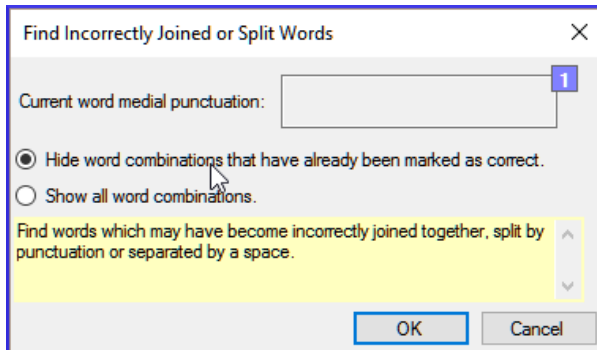 Find Incorrectly Joined or Split Words
1
Current word medial punctuation:
Hide word combinations that have already been marked as correct.
Show all word combinations.
Find words which may have become incorrectly joined together, split by
punctuation or separated by a space.
OK Cancel